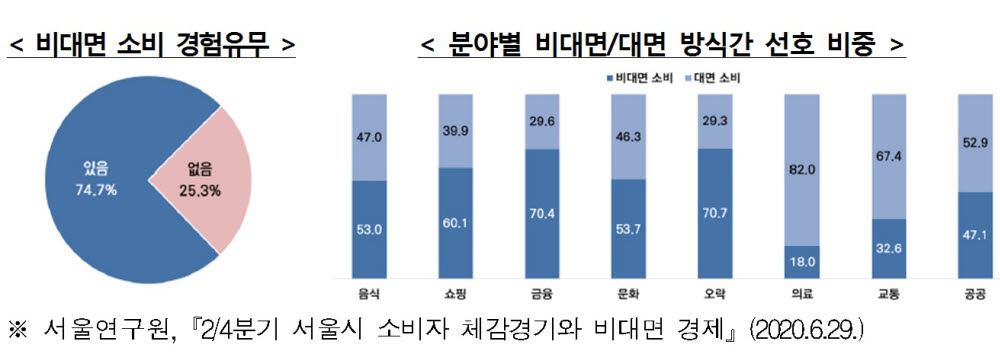 < 비대면 소비 경험유무 >
< 분야별 비대면/대면 방식간 선호 비중 >
■비대면 소비 ■대면 소비
있음
74.7%
없음
25.3%
47.0 39.9 29.6 46.3 29.3 82.0 67.4 52.9
53.0 60.1 70.4 53.7 70.7 18.0 32.6 47.1
음식 쇼핑 금융 문화 오락 의료 교통 공공
※ 서울연구원,『2/4분기 서울시 소비자 체감경기와 비대면 경제』(2020.6.29.)